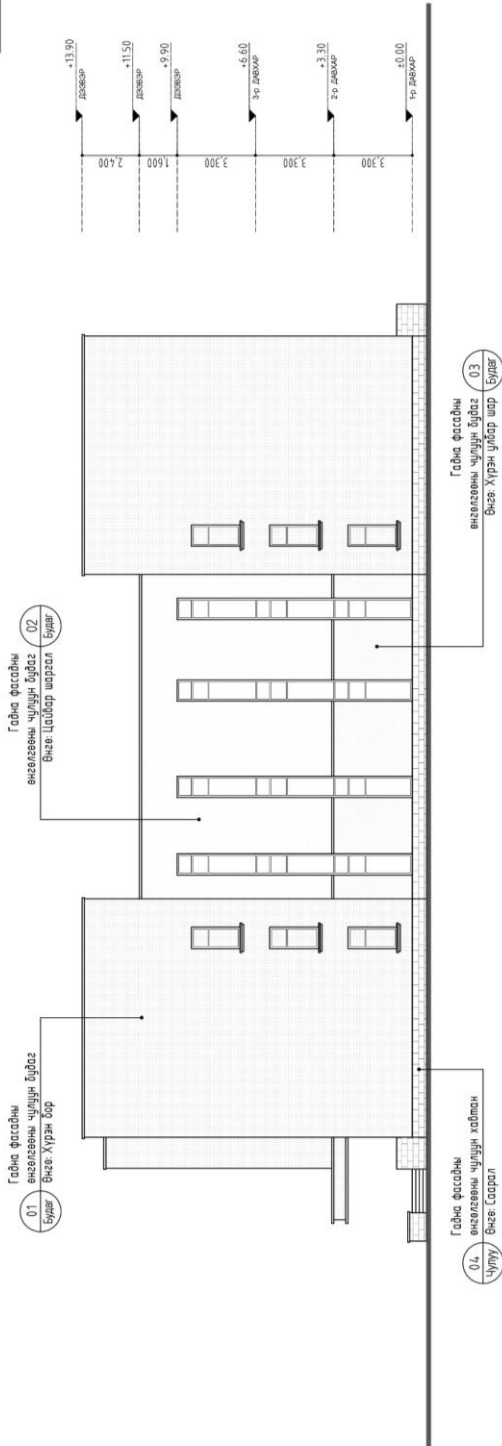 01
Будаг
Гадна фасадны
өнгөлгөөны чулуун будаг
Өнгө: Хүрэн бор
Гадна фасадны
өнгөлгөөны чулуун будаг
Өнгө: Цайвар шаргал
02
Будаг
+13.90
ДЭЭВЭР
+11.50
ДЭЭВЭР
+9.90
ДЭЭВЭР
+6.60
3-р ДАВХАР
+3.30
2-р ДАВХАР
±0.00
1-р ДАВХАР
2,400
1,600
3,300
3,300
3,300
04
Чулуу
Гадна фасадны
өнгөлгөөны чулуун хавтан
Өнгө: Саарал
Гадна фасадны
өнгөлгөөны чулуун будаг
Өнгө: Хүрэн улбар шар
03
Будаг